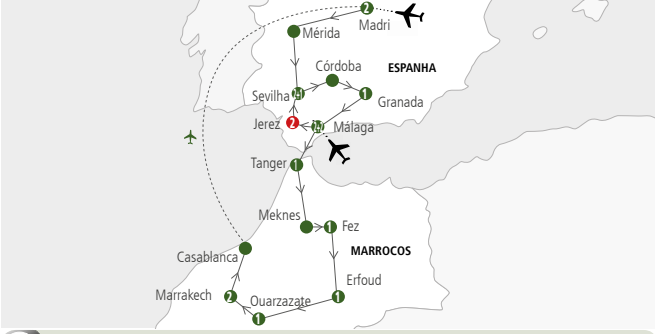 2
Madri
Mérida
Córdoba
ESPANHA
Sevilha
1
Granada
Jerez
2
Málaga
Tanger
1
Meknes
1
Fez
MARROCOS
Casablanca
Erfoud
Marrakech
2
Ouarzazate
1
1